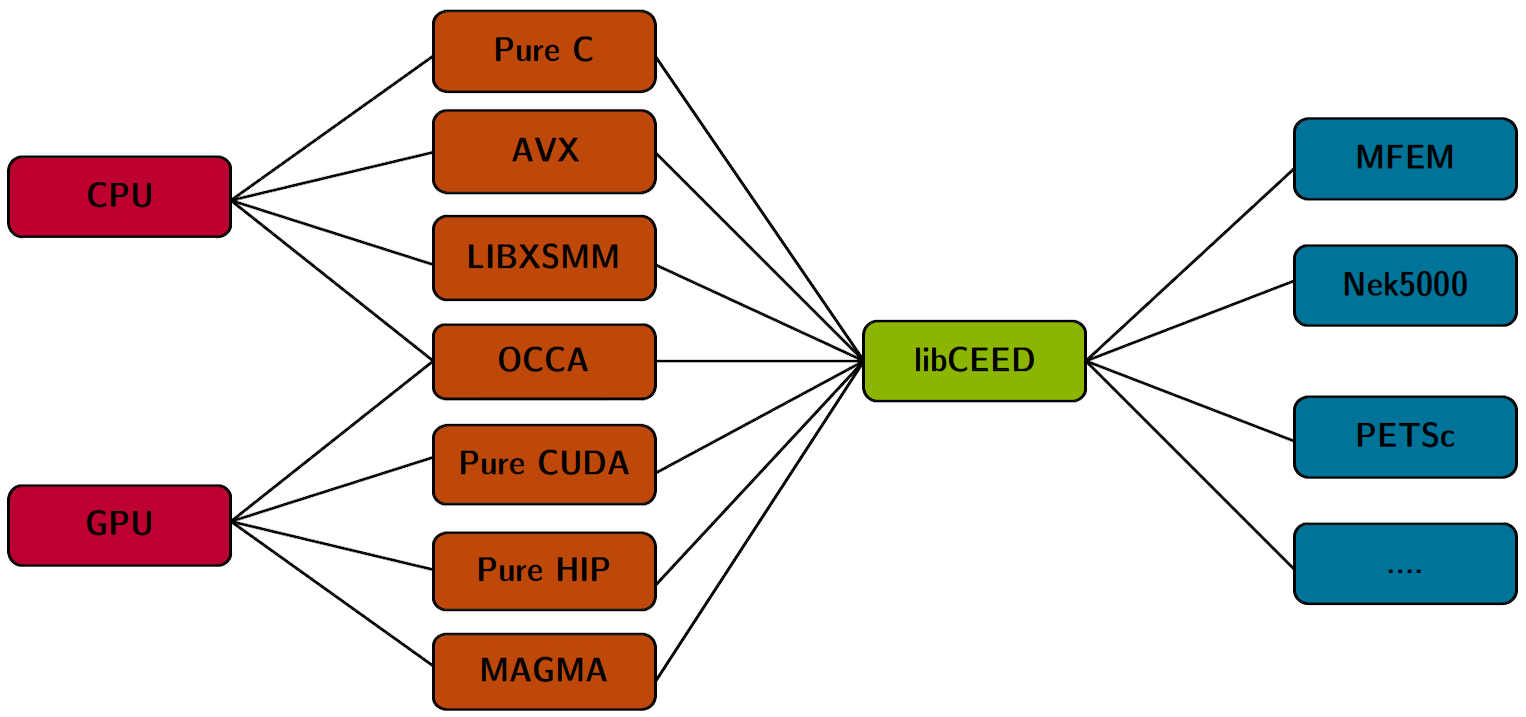 CPU
GPU
Pure C
AVX
LIBXSMM
OCCA
Pure CUDA
Pure HIP
MAGMA
libCEED
MFEM
Nek5000
PETSc
....